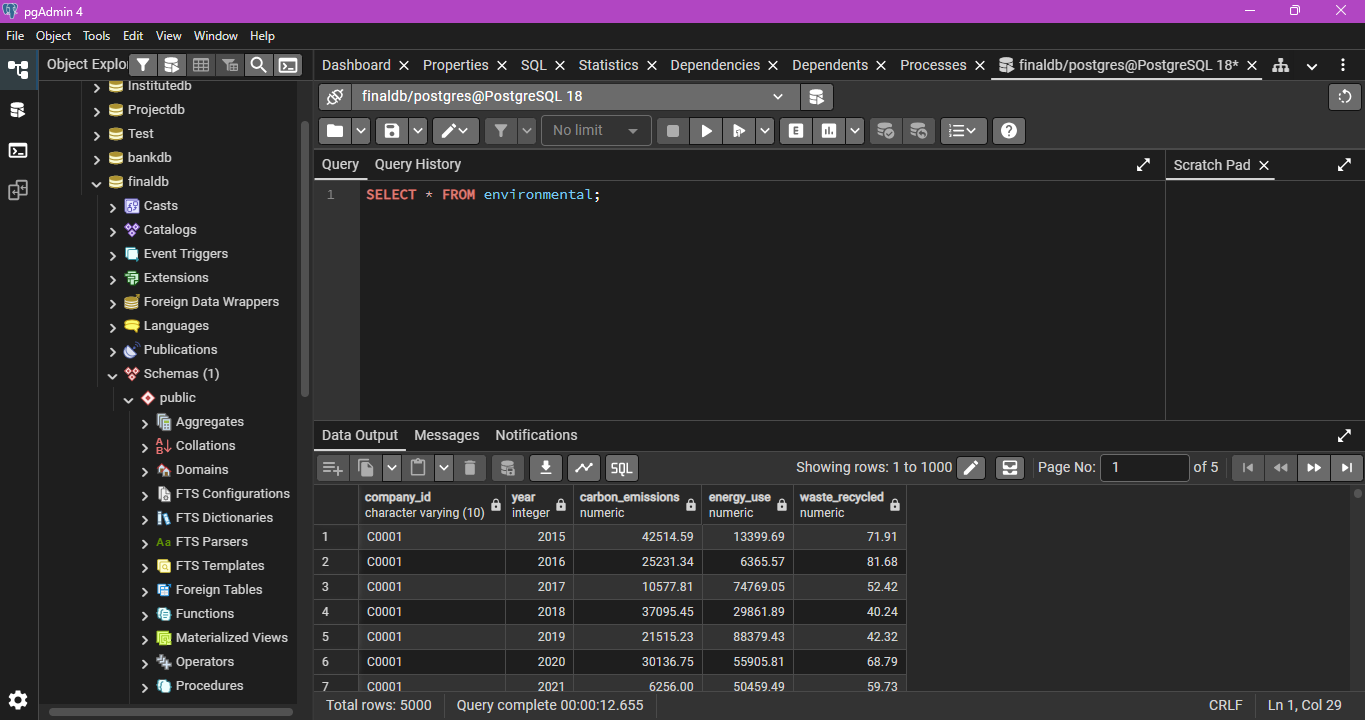 pgAdmin 4
File Object Tools Edit View Window Help
Object Explo
Institutedb
Projectdb
Test
bankdb
finaldb
Casts
Catalogs
Event Triggers
Extensions
Foreign Data Wrappers
Languages
Publications
Schemas (1)
public
Aggregates
Collations
Domains
FTS Configurations
FTS Dictionaries
Aa FTS Parsers
FTS Templates
Foreign Tables
Functions
Materialized Views
Operators
Procedures
Dashboard Properties SQL Statistics Dependencies Dependents Processes finaldb/postgres@PostgreSQL 18*
finaldb/postgres@PostgreSQL 18
No limit E
Query Query History Scratch Pad
1 SELECT * FROM environmental;
Data Output Messages Notifications
SQL Showing rows: 1 to 1000 Page No: 1 of 5
company_id year carbon_emissions energy_use waste_recycled
character varying (10) integer numeric numeric numeric
1 C0001 2015 42514.59 13399.69 71.91
2 C0001 2016 25231.34 6365.57 81.68
3 C0001 2017 10577.81 74769.05 52.42
4 C0001 2018 37095.45 29861.89 40.24
5 C0001 2019 21515.23 88379.43 42.32
6 C0001 2020 30136.75 55905.81 68.79
7 C0001 2021 6256.00 50459.49 59.73
Total rows: 5000 Query complete 00:00:12.655 CRLF Ln 1, Col 29